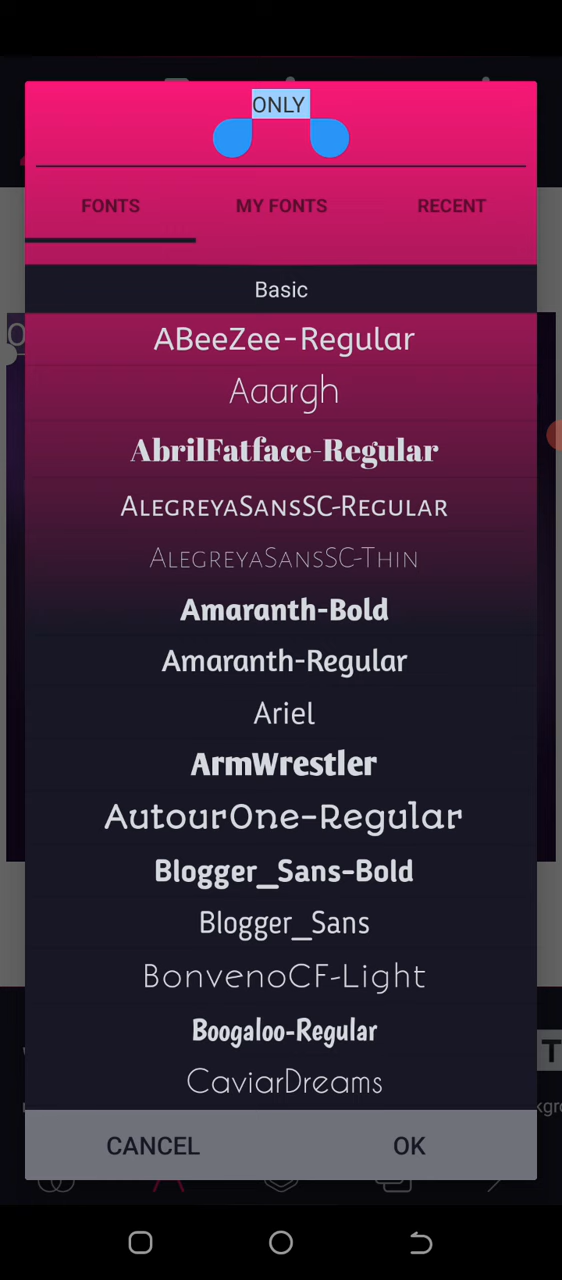 ONLY
FONTS MY FONTS RECENT
Basic
ABeeZee-Regular
Aaargh
AbrilFatface-Regular
AlegreyaSansSC-Regular
AlegreyaSansSC-Thin
Amaranth-Bold
Amaranth-Regular
Ariel
ArmWrestler
AutourOne-Regular
Blogger_Sans-Bold
Blogger_Sans
BonvenoCF-Light
Boogaloo-Regular
CaviarDreams
CANCEL OK